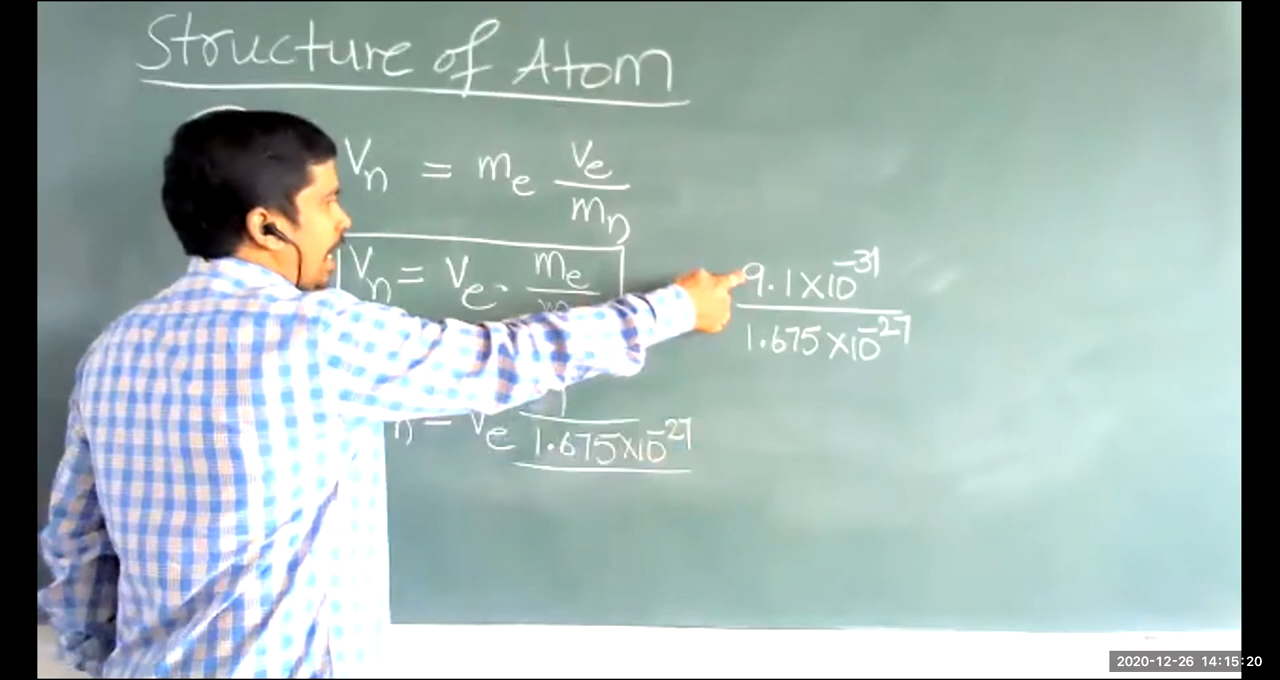 Structure of Atom
Vn = me ve/mn
Vn = Ve . me
9.1×10⁻³¹/1.675×10⁻²⁷
n = Ve /1.675×10⁻²⁷
2020-12-26 14:15:20